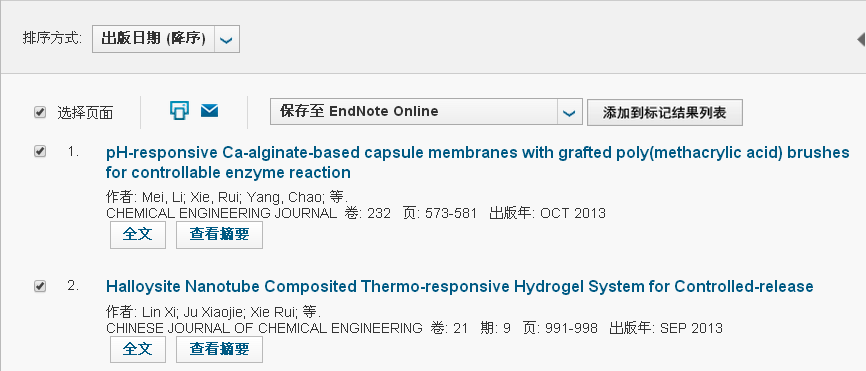 排序方式: 出版日期 (降序)
选择页面 保存至 EndNote Online 添加到标记结果列表
1. pH-responsive Ca-alginate-based capsule membranes with grafted poly(methacrylic acid) brushes
for controllable enzyme reaction
作者: Mei, Li; Xie, Rui; Yang, Chao; 等.
CHEMICAL ENGINEERING JOURNAL 卷: 232 页: 573-581 出版年: OCT 2013
全文 查看摘要
2. Halloysite Nanotube Composited Thermo-responsive Hydrogel System for Controlled-release
作者: Lin Xi; Ju Xiaojie; Xie Rui; 等.
CHINESE JOURNAL OF CHEMICAL ENGINEERING 卷: 21 期: 9 页: 991-998 出版年: SEP 2013
全文 查看摘要